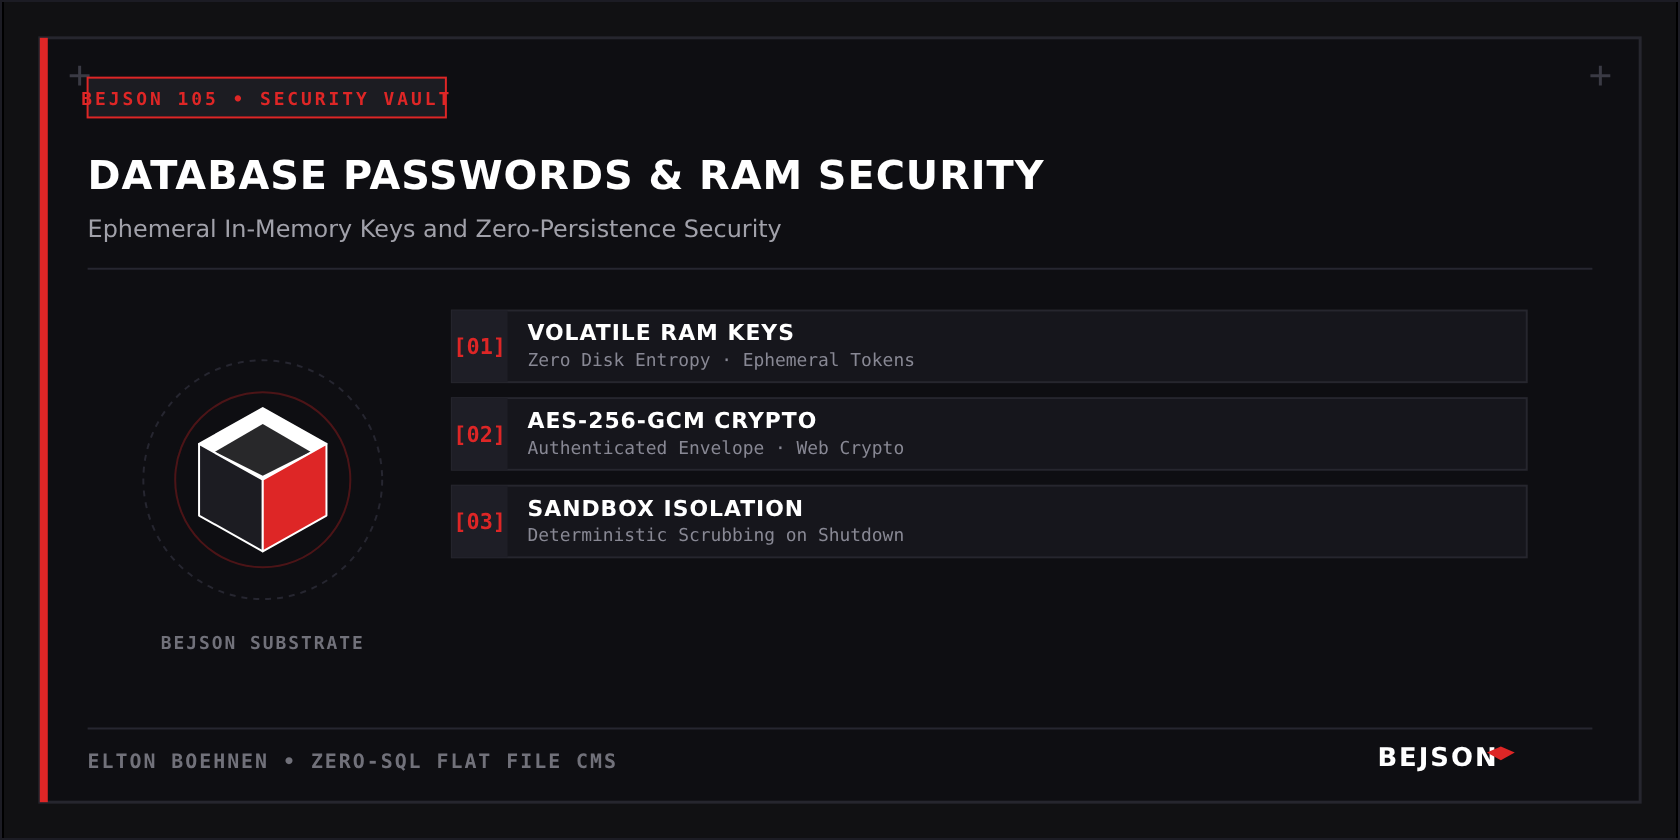 BEJSON 105 • SECURITY VAULT
DATABASE PASSWORDS & RAM SECURITY
Ephemeral In-Memory Keys and Zero-Persistence Security
[01]
VOLATILE RAM KEYS
Zero Disk Entropy · Ephemeral Tokens
[02]
AES-256-GCM CRYPTO
Authenticated Envelope · Web Crypto
[03]
SANDBOX ISOLATION
Deterministic Scrubbing on Shutdown
BEJSON SUBSTRATE
ELTON BOEHNEN • ZERO-SQL FLAT FILE CMS
BEJSON